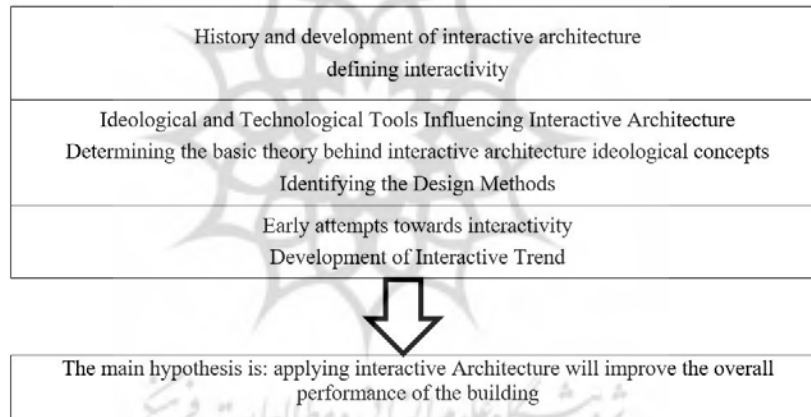 History and development of interactive architecture
defining interactivity
Ideological and Technological Tools Influencing Interactive Architecture
Determining the basic theory behind interactive architecture ideological concepts
Identifying the Design Methods
Early attempts towards interactivity
Development of Interactive Trend
The main hypothesis is: applying interactive Architecture will improve the overall
performance of the building